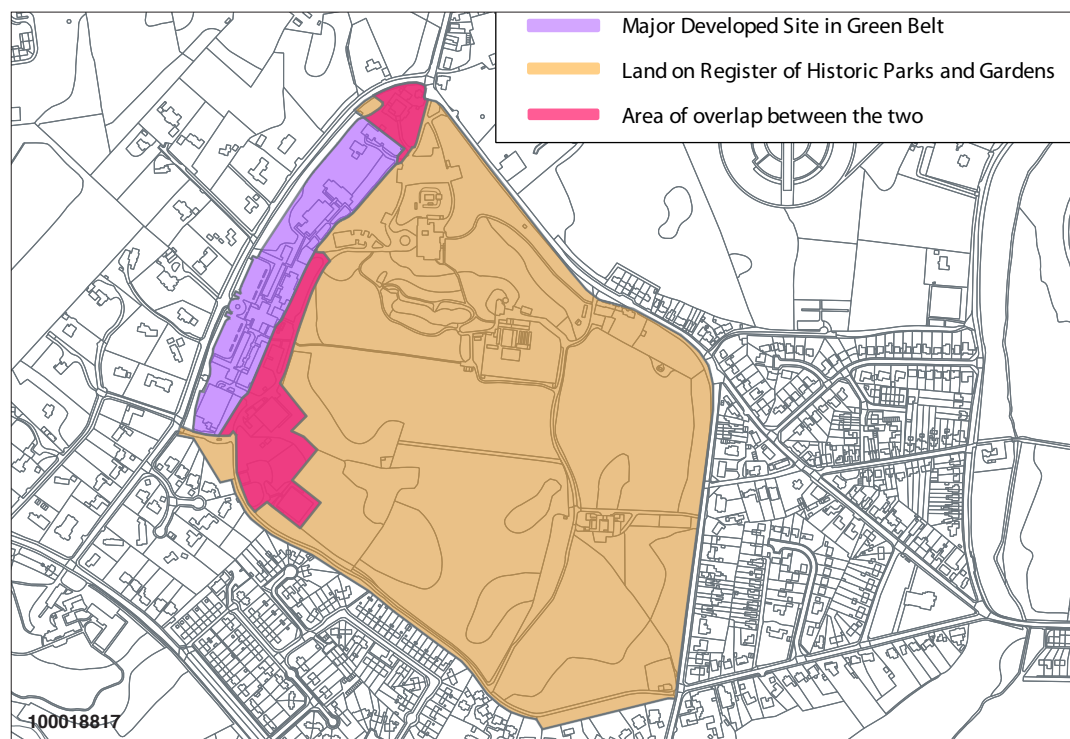 Major Developed Site in Green Belt
Land on Register of Historic Parks and Gardens
Area of overlap between the two
100018817